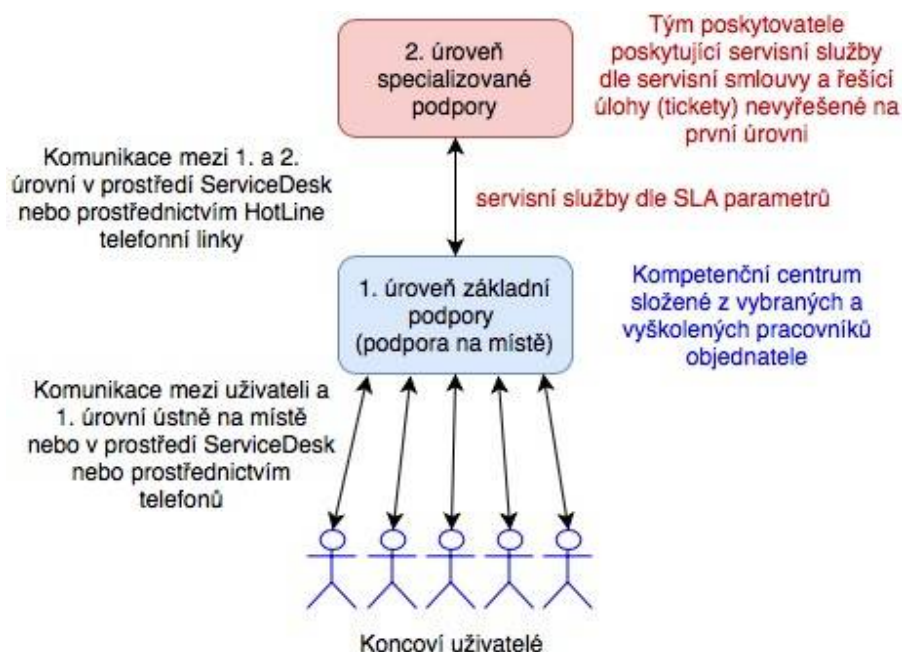 2. úroveň
specializované
podpory
Tým poskytovatele
poskytující servisní služby
dle servisní smlouvy a řešící
úlohy (tickety) nevyřešené na
první úrovni
Komunikace mezi 1. a 2.
úrovní v prostředí ServiceDesk
nebo prostřednictvím HotLine
telefonní linky
servisní služby dle SLA parametrů
1. úroveň základní
podpory
(podpora na místě)
Kompetenční centrum
složené z vybraných a
vyškolených pracovníků
objednatele
Komunikace mezi uživateli a
1. úrovní ústně na místě
nebo v prostředí ServiceDesk
nebo prostřednictvím
telefonů
Koncoví uživatelé